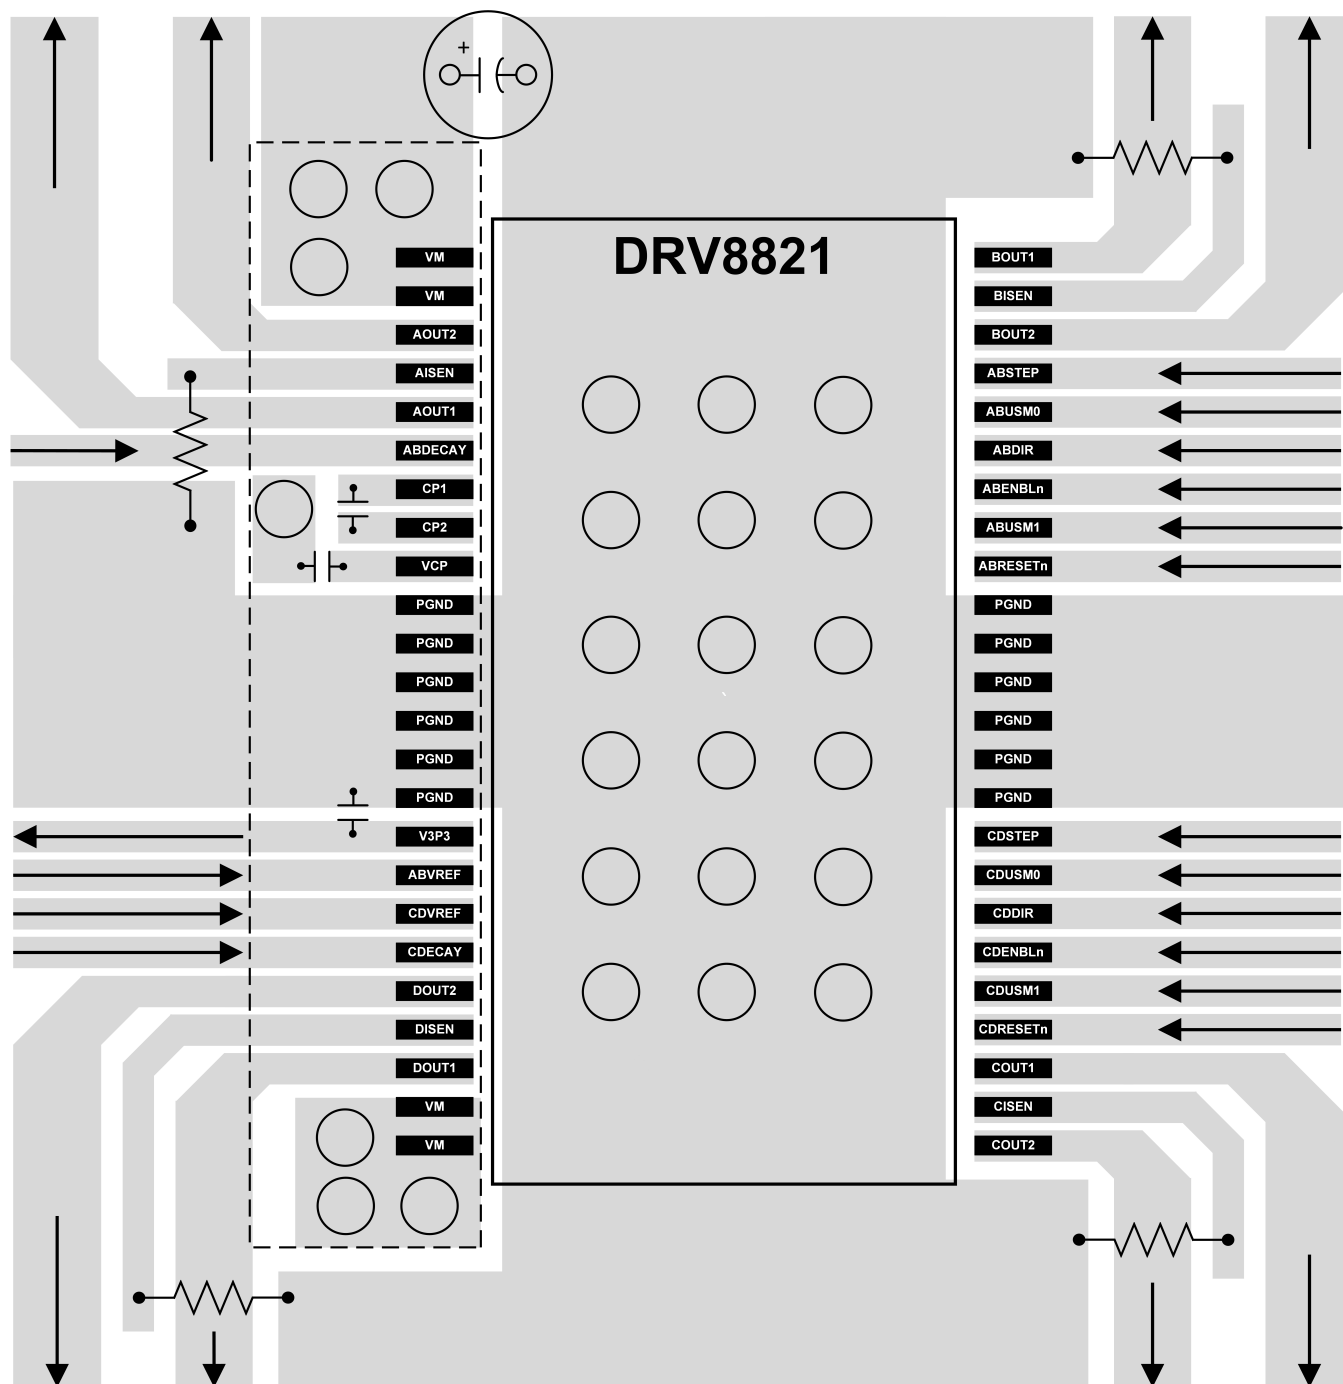 +
DRV8821
VM
VM
AOUT2
AISEN
AOUT1
ABDECAY
CP1
CP2
VCP
PGND
PGND
PGND
PGND
PGND
PGND
V3P3
ABVREF
CDVREF
CDECAY
DOUT2
DISEN
DOUT1
VM
VM
BOUT1
BISEN
BOUT2
ABSTEP
ABUSM0
ABDIR
ABENBLn
ABUSM1
ABRESETn
PGND
PGND
PGND
PGND
PGND
PGND
CDSTEP
CDUSM0
CDDIR
CDENBLn
CDUSM1
CDRESETn
COUT1
CISEN
COUT2